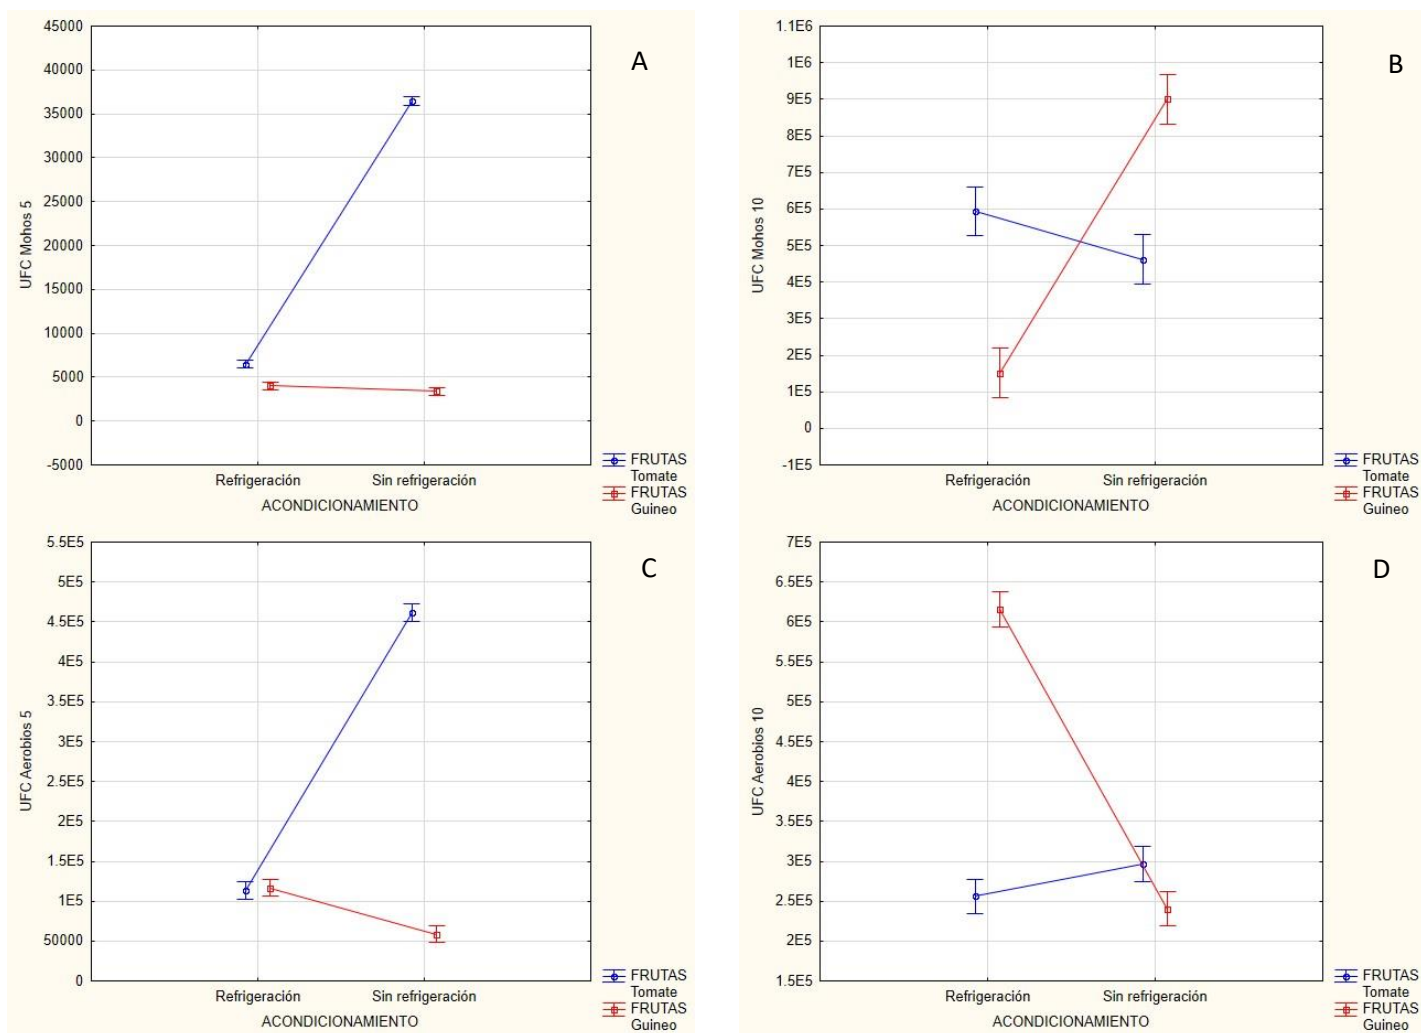 A
45000
40000
35000
30000
25000
20000
15000
10000
5000
0
-5000
UFC Mohos 5
Refrigeración Sin refrigeración
ACONDICIONAMIENTO
FRUTAS
Tomate
FRUTAS
Guineo
B
1.1E6
1E6
9E5
8E5
7E5
6E5
5E5
4E5
3E5
2E5
1E5
0
-1E5
UFC Mohos 10
Refrigeración Sin refrigeración
ACONDICIONAMIENTO
FRUTAS
Tomate
FRUTAS
Guineo
C
5.5E5
5E5
4.5E5
4E5
3.5E5
3E5
2.5E5
2E5
1.5E5
1E5
50000
0
UFC Aerobios 5
Refrigeración Sin refrigeración
ACONDICIONAMIENTO
FRUTAS
Tomate
FRUTAS
Guineo
D
7E5
6.5E5
6E5
5.5E5
5E5
4.5E5
4E5
3.5E5
3E5
2.5E5
2E5
1.5E5
UFC Aerobios 10
Refrigeración Sin refrigeración
ACONDICIONAMIENTO
FRUTAS
Tomate
FRUTAS
Guineo